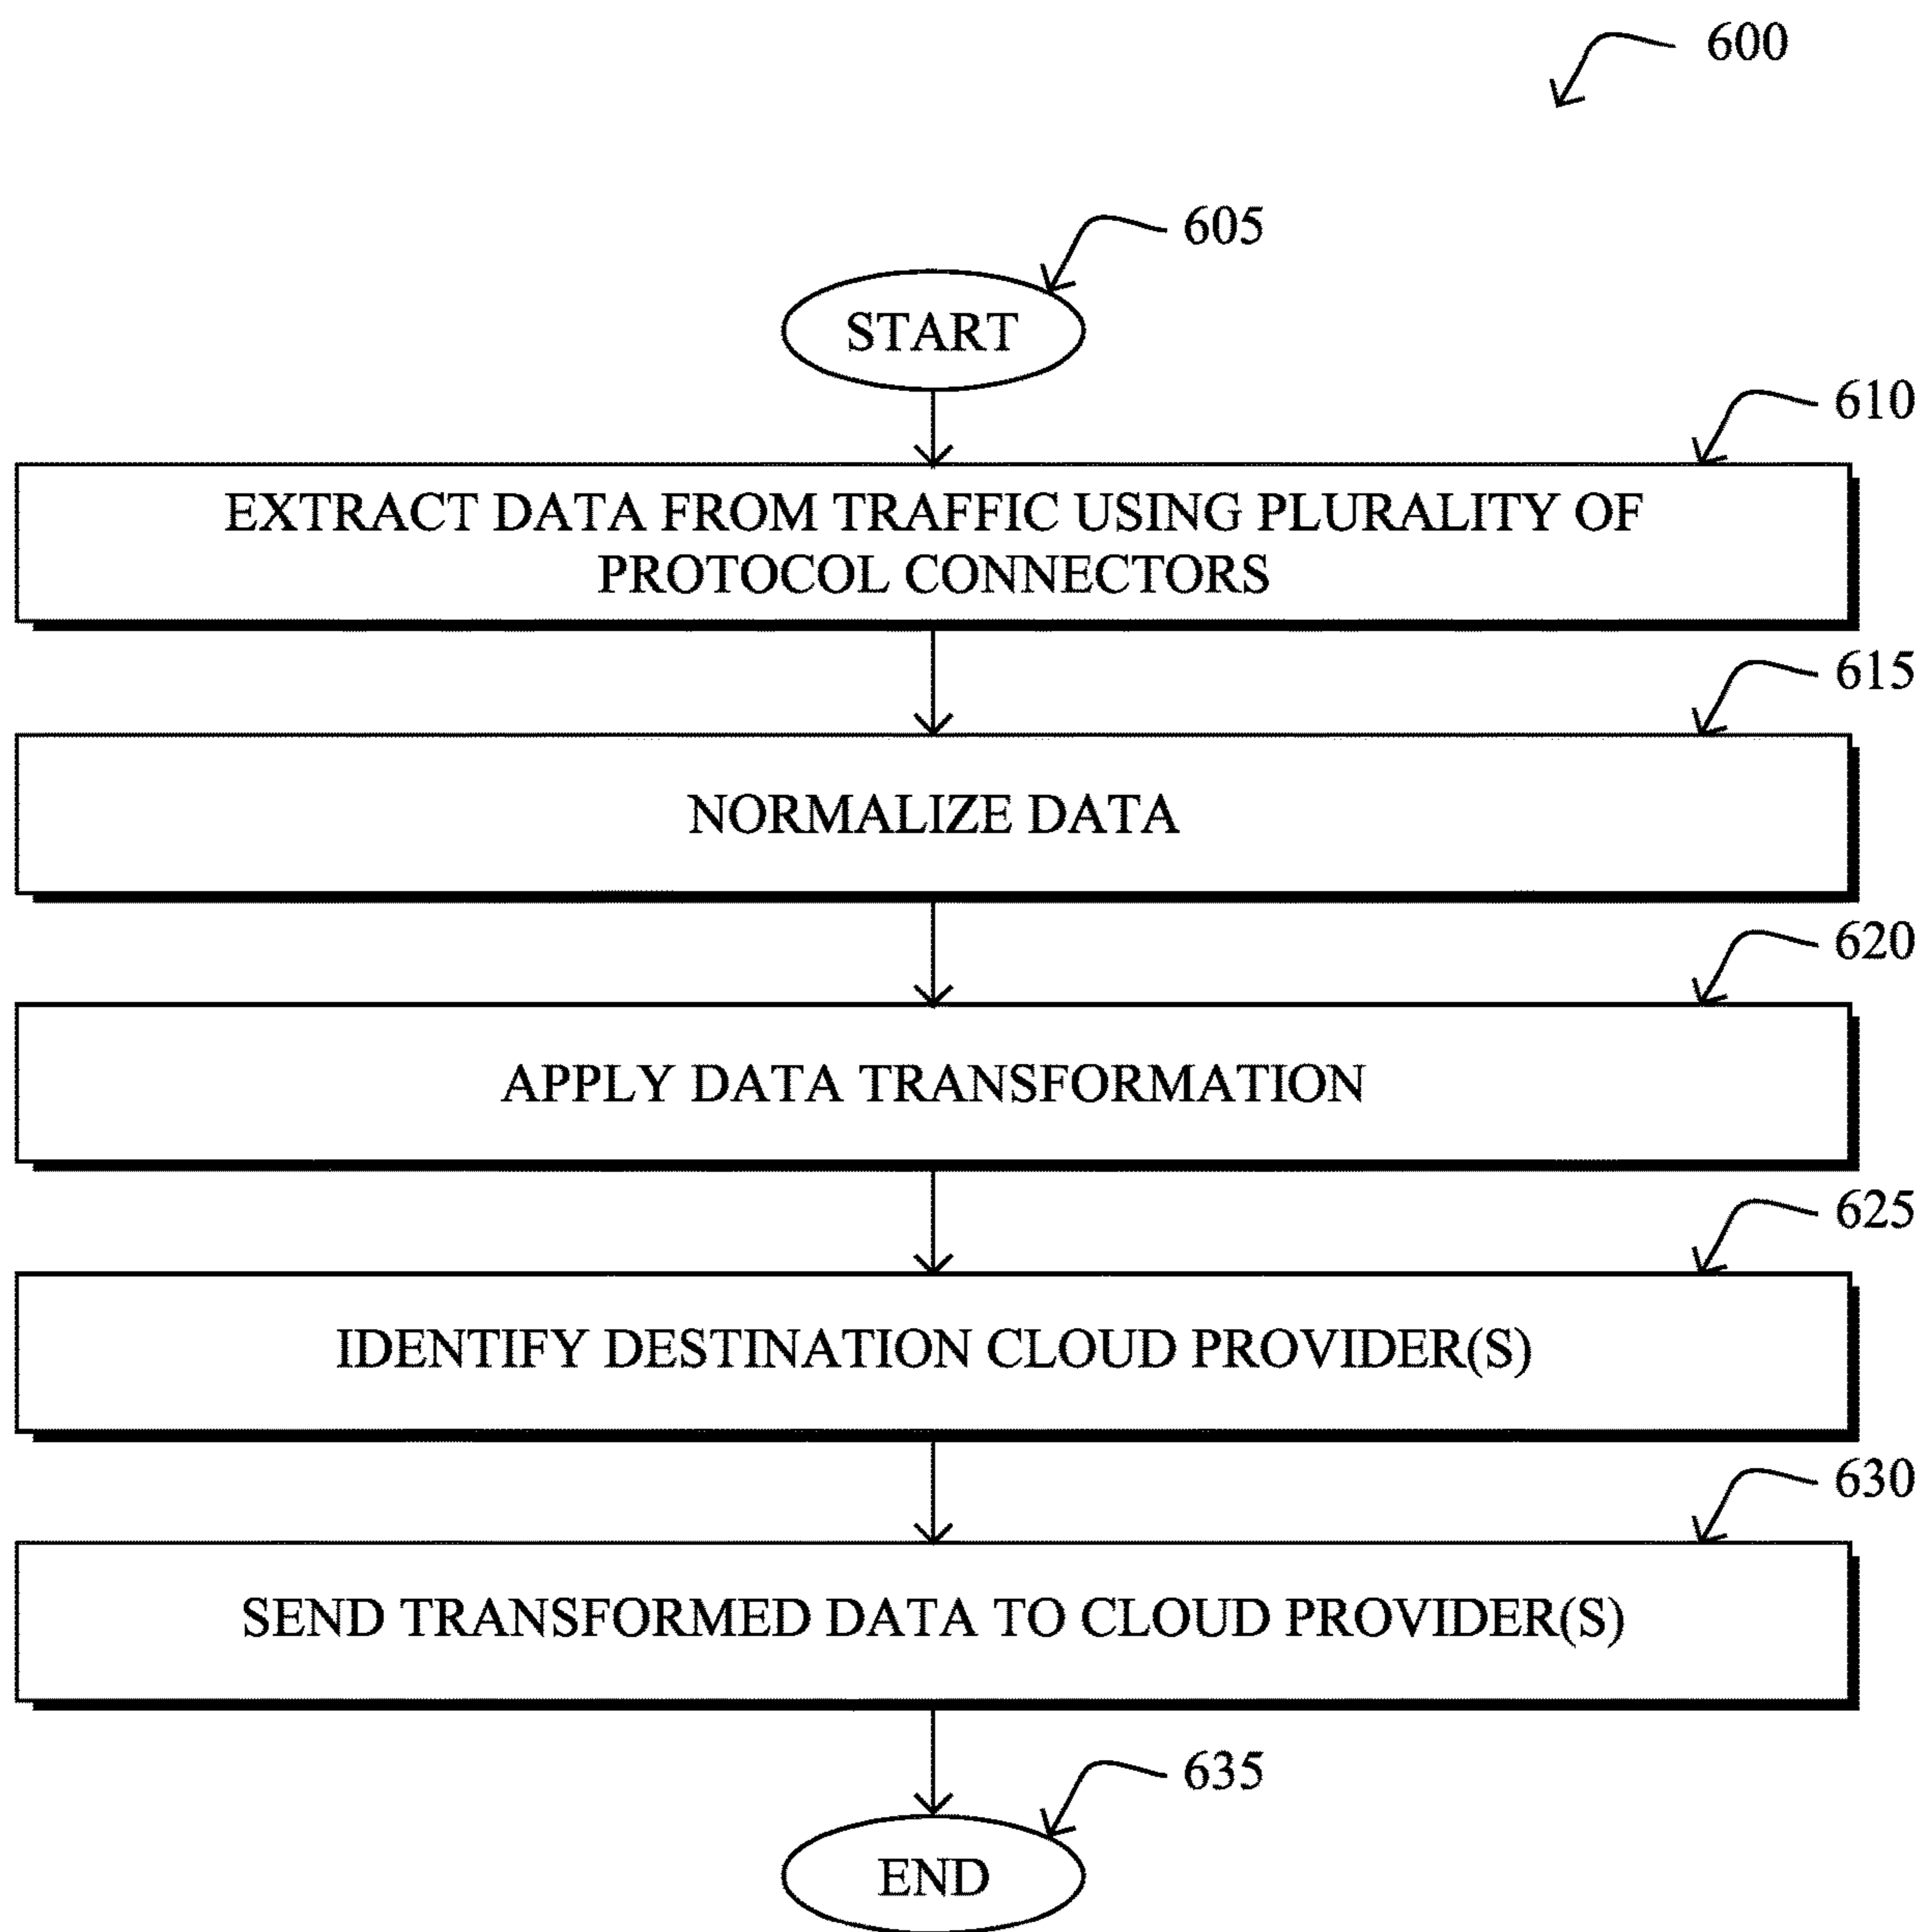 600
605
START
610
EXTRACT DATA FROM TRAFFIC USING PLURALITY OF
PROTOCOL CONNECTORS
615
NORMALIZE DATA
620
APPLY DATA TRANSFORMATION
625
IDENTIFY DESTINATION CLOUD PROVIDER(S)
630
SEND TRANSFORMED DATA TO CLOUD PROVIDER(S)
635
END